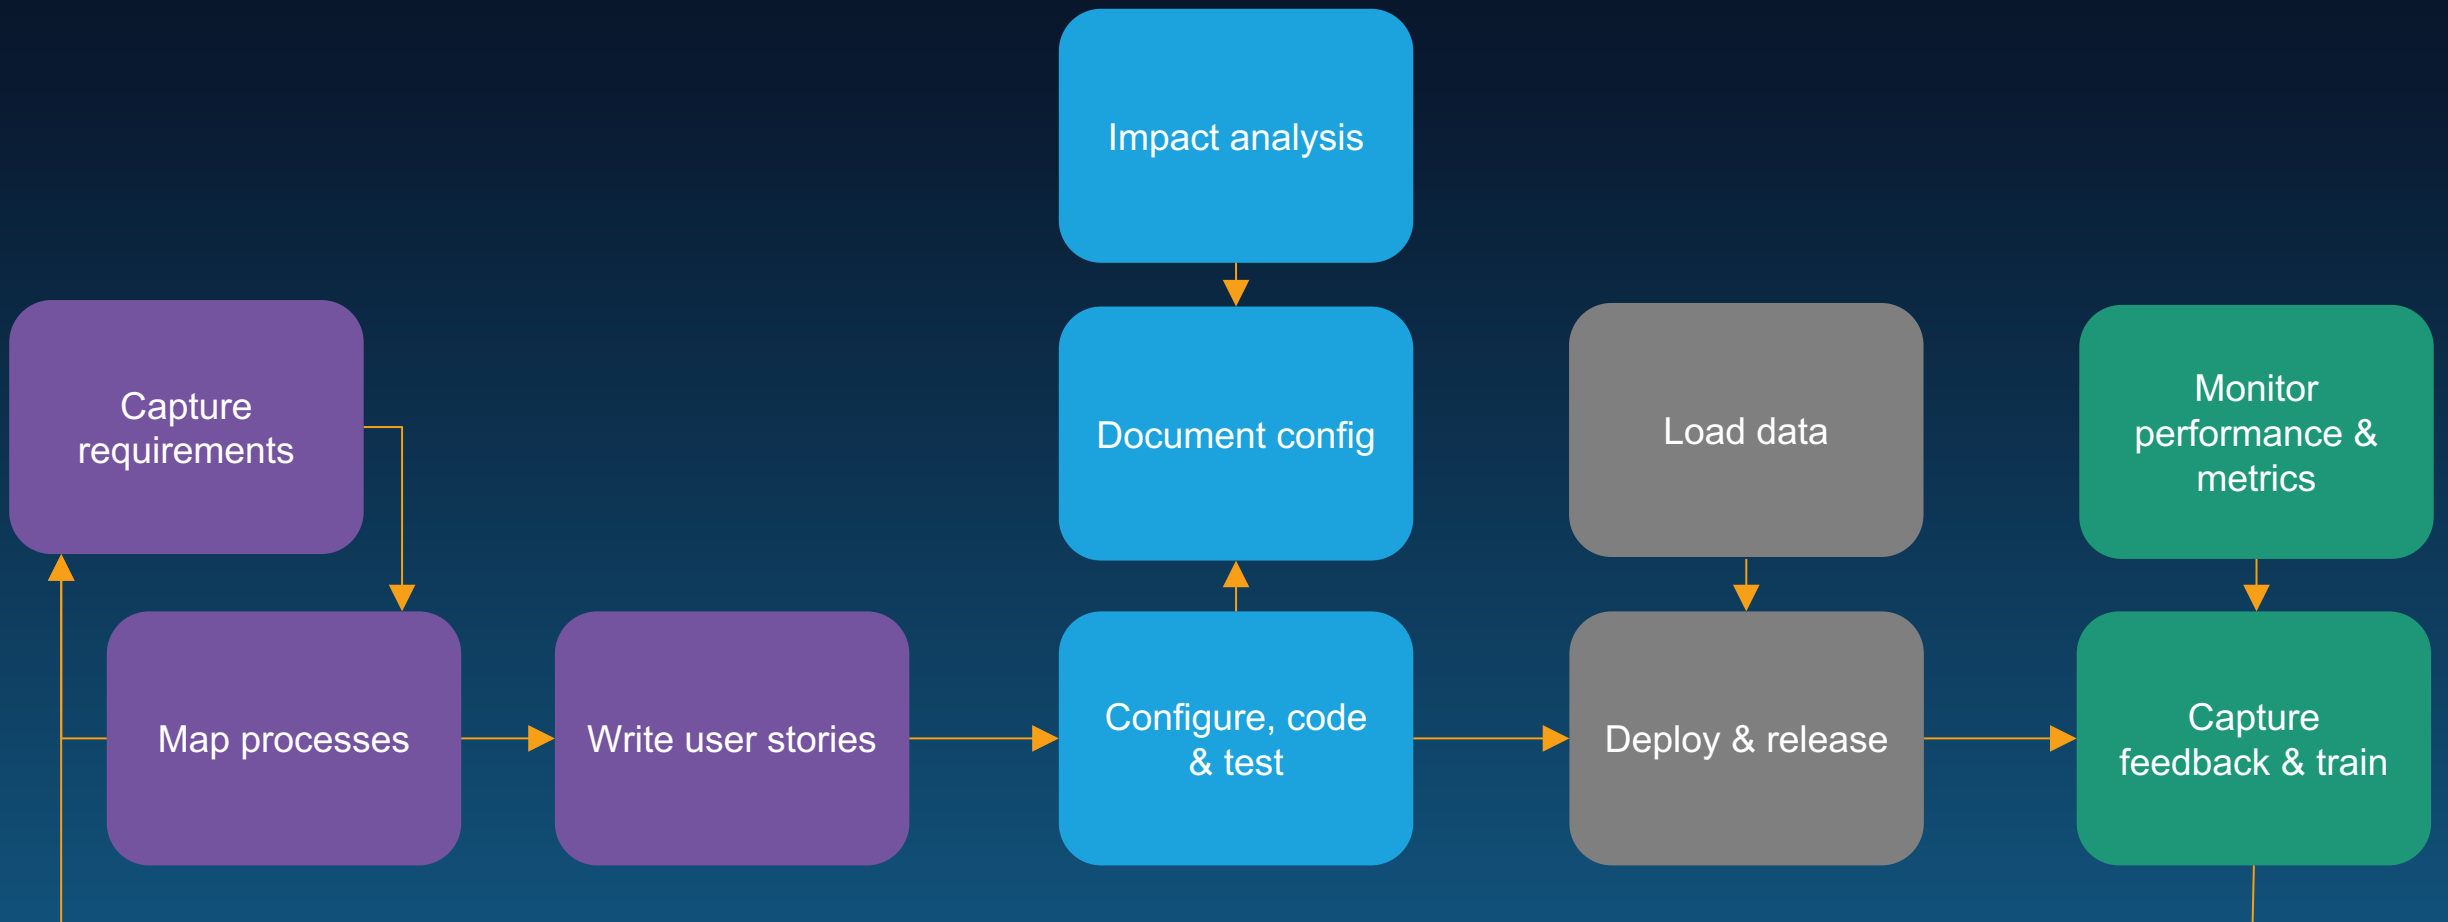 Impact analysis
Capture
requirements
Document config
Load data
Monitor
performance &
metrics
Map processes
Write user stories
Configure, code
& test
Deploy & release
Capture
feedback & train